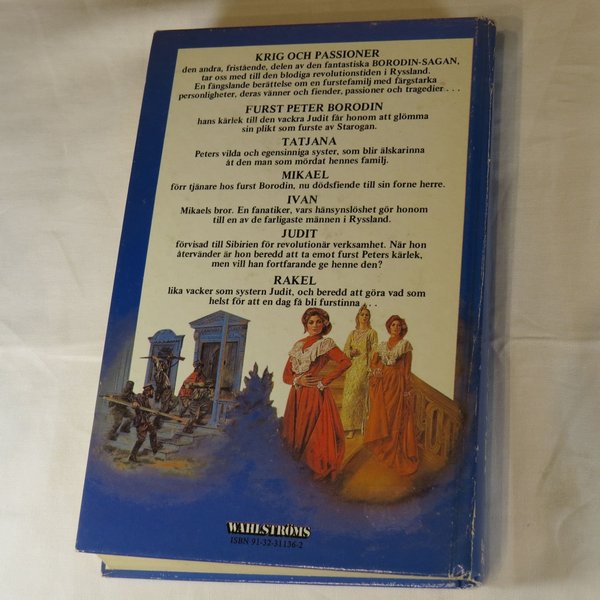 KRIG OCH PASSIONER
den andra, fristående, delen av den fantastiska BORODIN-SAGAN,
tar oss med till den blodiga revolutionstiden i Ryssland.
En fängslande berättelse om en furstefamilj med färgstarka
personligheter, deras vänner och fiender, passioner och tragedier . . .
FURST PETER BORODIN
hans kärlek till den vackra Judit får honom att glömma
sin plikt som furste av Starogan.
TATJANA
Peters vilda och egensinniga syster, som blir älskarinna
åt den man som mördat hennes familj.
MIKAEL
förr tjänare hos furst Borodin, nu dödsfiende till sin forne herre.
IVAN
Mikaels bror. En fanatiker, vars hänsynslöshet gör honom
till en av de farligaste männen i Ryssland.
JUDIT
förvisad till Sibirien för revolutionär verksamhet. När hon
återvänder är hon beredd att ta emot furst Peters kärlek,
men vill han fortfarande ge henne den?
RAKEL
lika vacker som systern Judit, och beredd att göra vad som
helst för att en dag få bli furstinna . . .
WAHLSTRÖMS
ISBN 91-32-31136-2